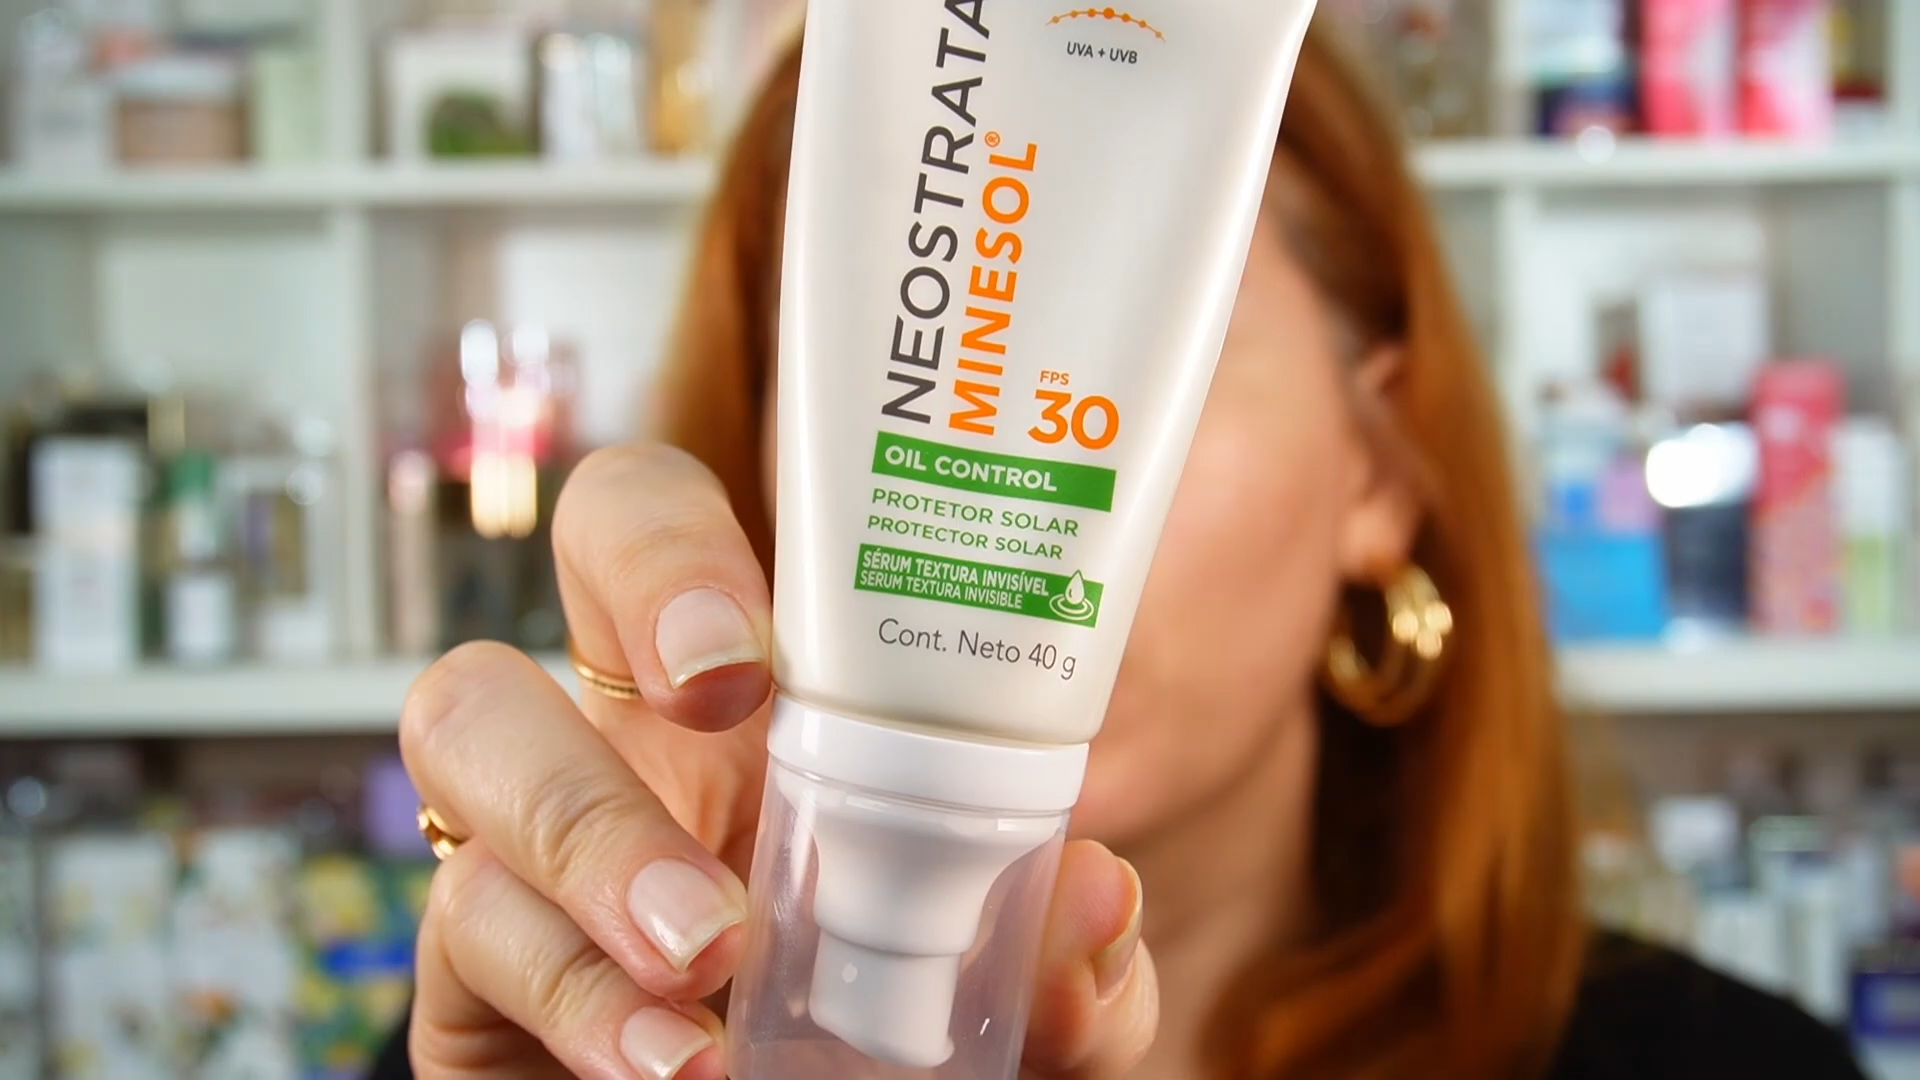 UVA + UVB
NEOSTRATA
MINESOL®
FPS
30
OIL CONTROL
PROTETOR SOLAR
PROTECTOR SOLAR
SÉRUM TEXTURA INVISÍVEL
SERUM TEXTURA INVISIBLE
Cont. Neto 40 g